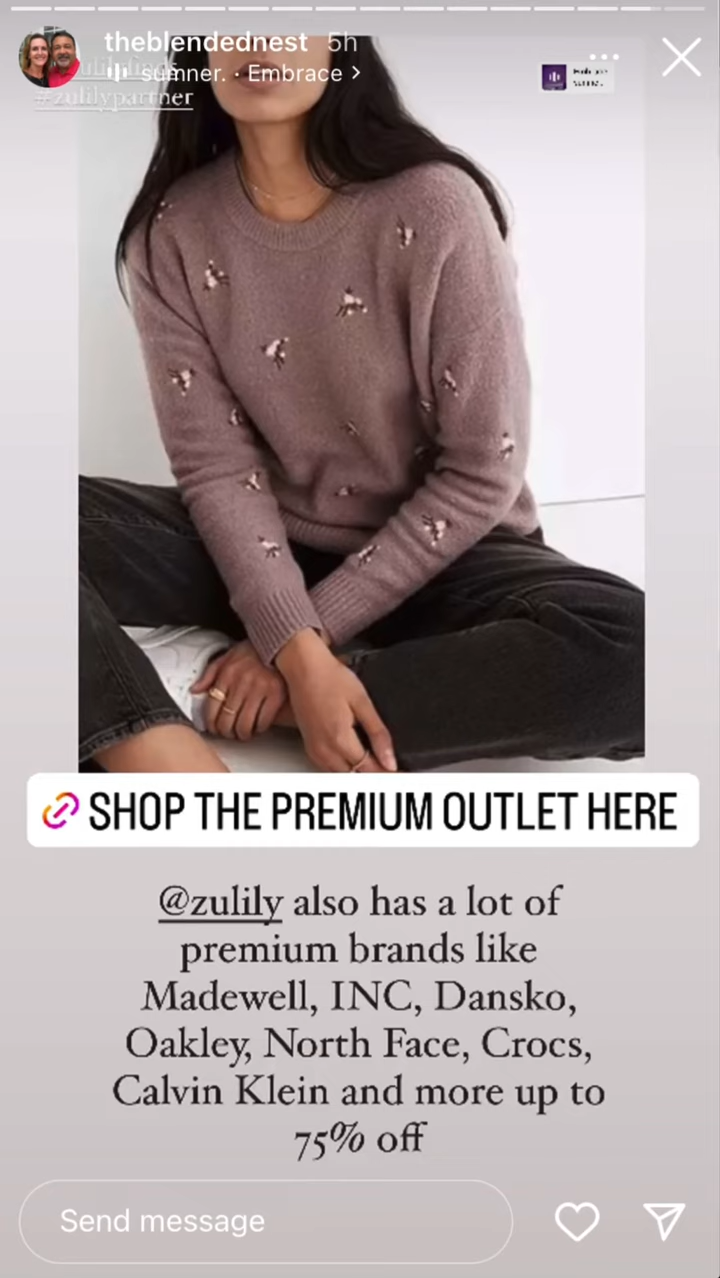 theblendednest 5h
sumner. · Embrace >
#zulilypartner
SHOP THE PREMIUM OUTLET HERE
@zulily also has a lot of
premium brands like
Madewell, INC, Dansko,
Oakley, North Face, Crocs,
Calvin Klein and more up to
75% off
Send message